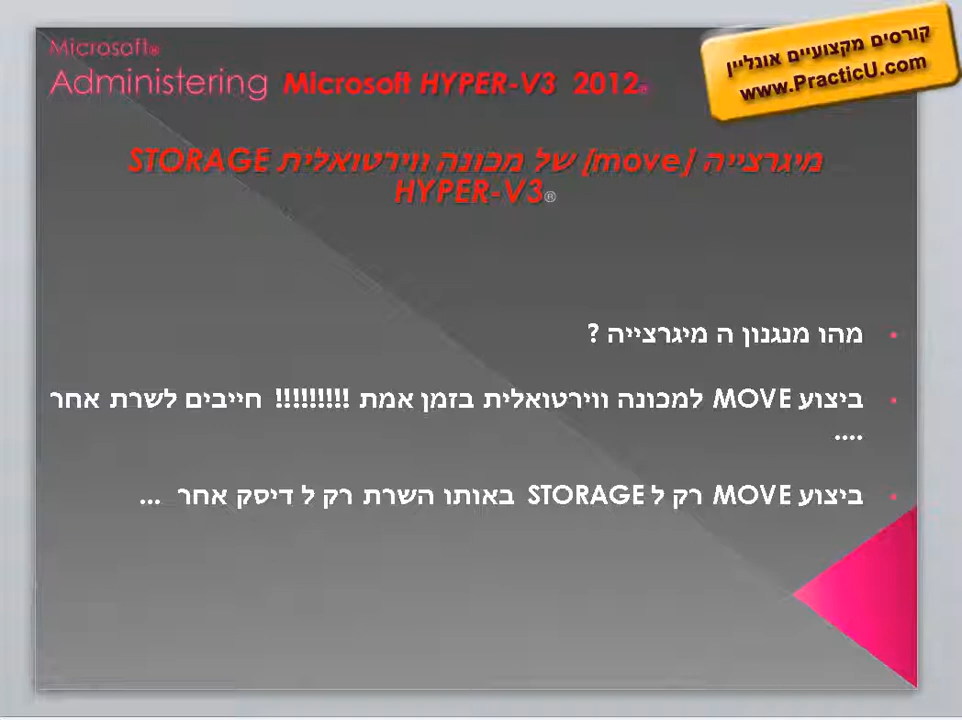 Microsoft®
Administering Microsoft HYPER-V3 2012®
קורסים מקצועיים אונליין
www.PracticU.com
מיגרצייה (move) של מכונה ווירטואלית STORAGE
HYPER-V3®
• מהו מנגנון ה מיגרצייה ?
• ביצוע MOVE למכונה ווירטואלית בזמן אמת !!!!!!!!! חייבים לשרת אחר
....
• ביצוע MOVE רק ל STORAGE באותו השרת רק ל דיסק אחר ...